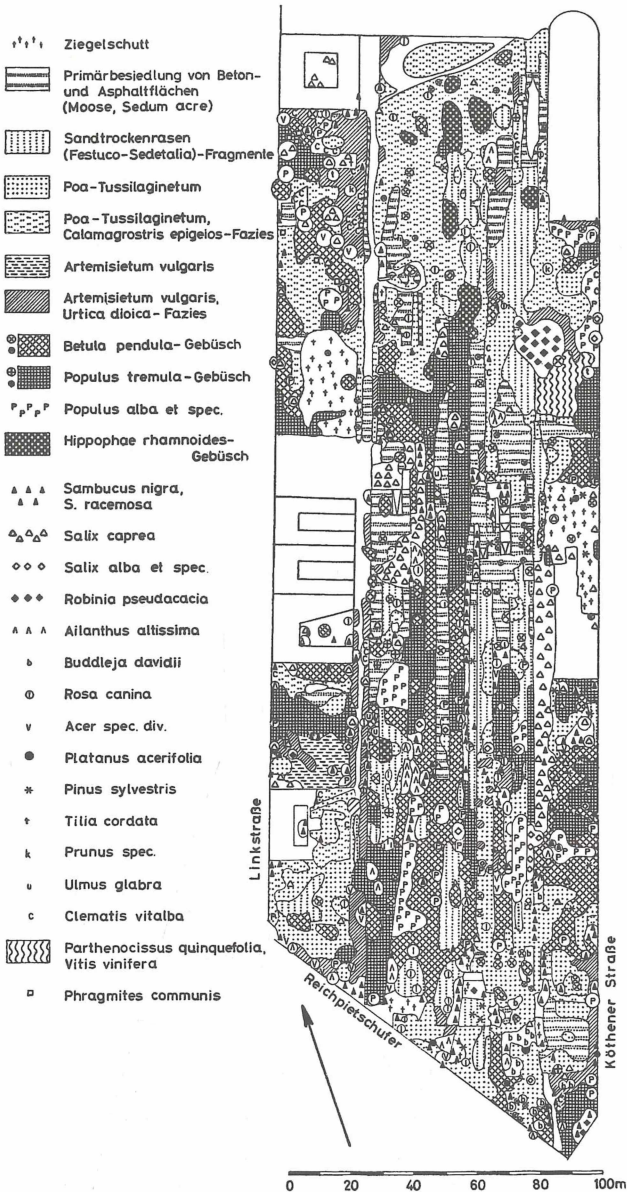 Ziegelschutt
Primärbesiedlung von Beton-
und Asphaltflächen
(Moose, Sedum acre)
Sandtrockenrasen
(Festuco-Sedetalia)-Fragmente
Poa-Tussilaginetum
Poa-Tussilaginetum,
Calamagrostis epigeios-Fazies
Artemisietum vulgaris
Artemisietum vulgaris,
Urtica dioica-Fazies
Betula pendula-Gebüsch
Populus tremula-Gebüsch
P P P P Populus alba et spec.
Hippophae rhamnoides-
Gebüsch
Sambucus nigra,
S. racemosa
Salix caprea
Salix alba et spec.
Robinia pseudacacia
Ailanthus altissima
b Buddleja davidii
Rosa canina
v Acer spec. div.
Platanus acerifolia
Pinus sylvestris
Tilia cordata
k Prunus spec.
u Ulmus glabra
c Clematis vitalba
Parthenocissus quinquefolia,
Vitis vinifera
Phragmites communis
Linkstraße
Reichpietschufer
Köthener Straße
0 20 40 60 80 100m